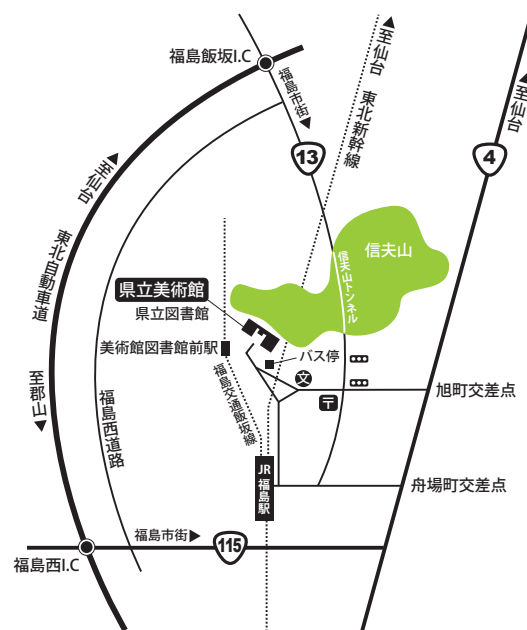 福島飯坂I.C
福島市街▼
▲至仙台
東北新幹線
▲至仙台
13
4
▲至仙台
東北自動車道
至郡山▼
信夫山
信夫山トンネル
県立美術館
県立図書館
美術館図書館前駅
バス停
文
〒
旭町交差点
福島交通飯坂線
福島西道路
JR福島駅
舟場町交差点
福島市街▶
115
福島西I.C